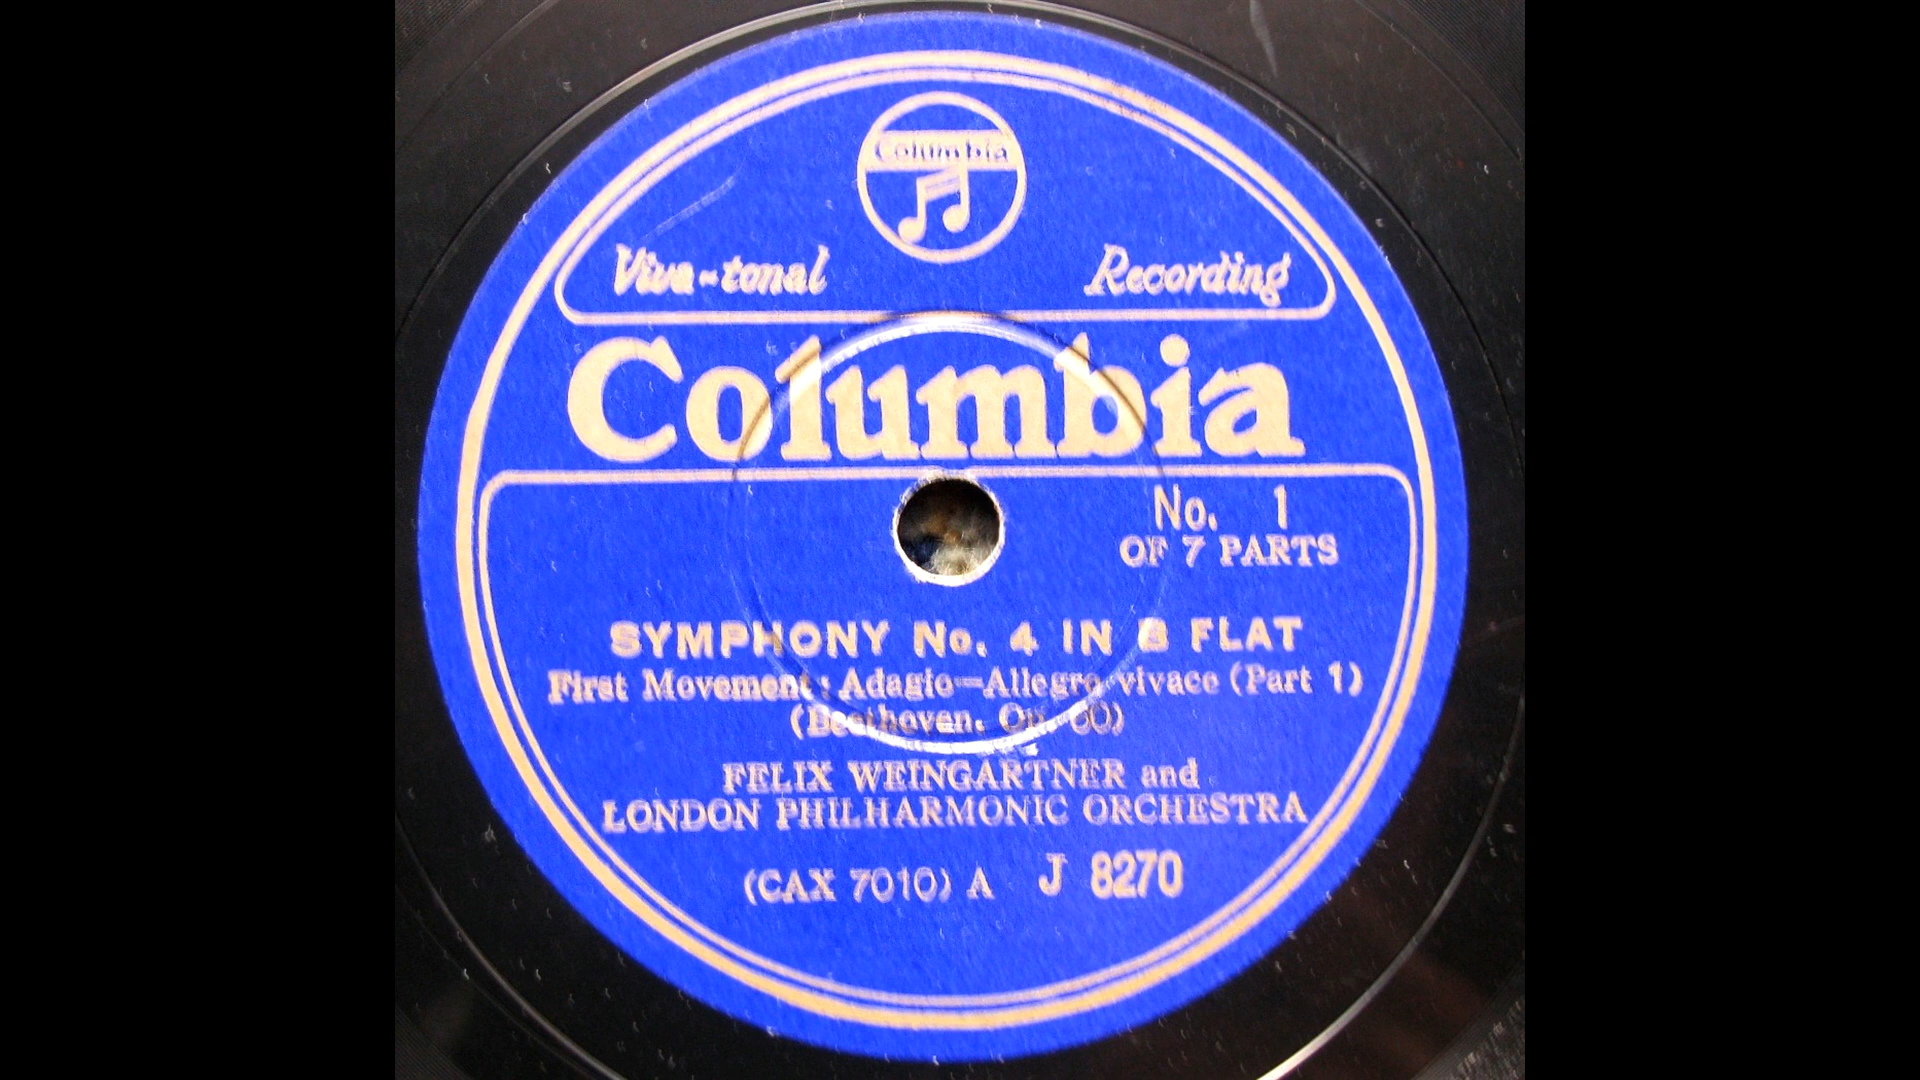 Columbia
Viva-tonal Recording
Columbia
No. 1
OF 7 PARTS
SYMPHONY No. 4 IN B FLAT
First Movement: Adagio—Allegro vivace (Part 1)
(Beethoven. Op. 60)
FELIX WEINGARTNER and
LONDON PHILHARMONIC ORCHESTRA
(CAX 7010) A J 8270